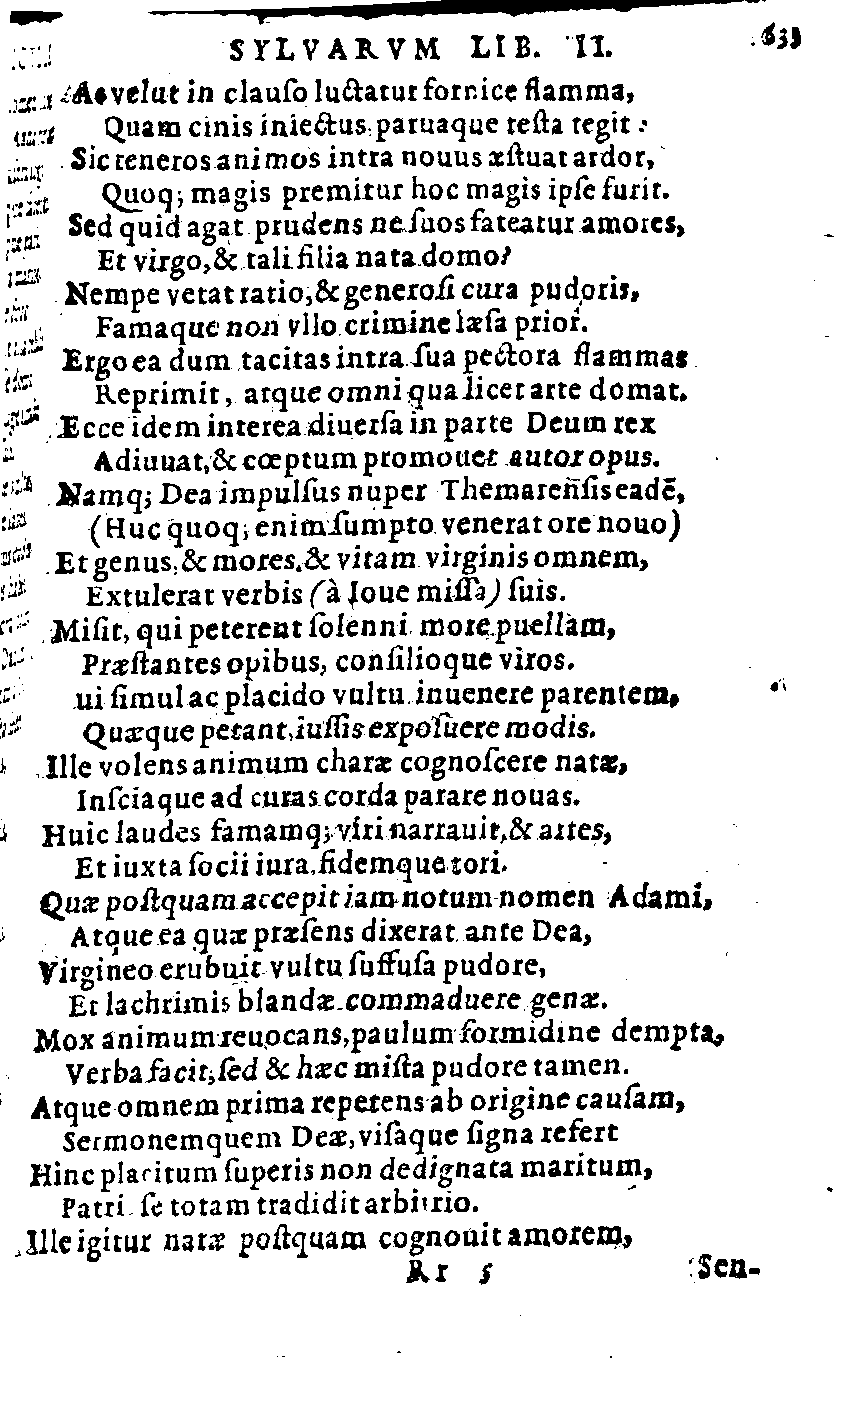 SYLVARVM LIB. II. 633
Ac velut in clauſo luctatur fornice flamma,
Quam cinis iniectus, paruaque teſta tegit:
Sic teneros animos intra nouus æſtuat ardor,
Quoq; magis premitur hoc magis ipſe furit.
Sed quid agat prudens ne ſuos fateatur amores,
Et virgo, & tali filia nata domo?
Nempe vetat ratio, & generoſi cura pudoris,
Famaque non vllo crimine læſa prior.
Ergo ea dum tacitas intra ſua pectora flammas
Reprimit, atque omni qua licet arte domat.
Ecce idem interea diuerſa in parte Deum rex
Adiuuat, & cœptum promouet autor opus.
Namq; Dea impulſus nuper Themarenſis eadē,
(Huc quoq; enim ſumpto venerat ore nouo)
Et genus, & mores, & vitam virginis omnem,
Extulerat verbis (à Ioue miſſa) ſuis.
Miſit, qui peterent ſolenni more puellam,
Præſtantes opibus, conſilioque viros.
ui ſimul ac placido vultu inuenere parentem,
Quæque petant, iuſſis expoſuere modis.
Ille volens animum charæ cognoſcere natæ,
Inſciaque ad curas corda parare nouas.
Huic laudes famamq; viri narrauit, & artes,
Et iuxta ſocii iura, fidemque tori.
Quæ poſtquam accepit iam notum nomen Adami,
Atque ea quæ præſens dixerat ante Dea,
Virgineo erubuit vultu ſuffuſa pudore,
Et lachrimis blandæ commaduere genæ.
Mox animum reuocans, paulum formidine dempta,
Verba facit, ſed & hæc miſta pudore tamen.
Atque omnem prima repetens ab origine cauſam,
Sermonemquem Deæ, viſaque ſigna refert
Hinc placitum ſuperis non dedignata maritum,
Patri ſe totam tradidit arbitrio.
Ille igitur natæ poſtquam cognouit amorem,
Rr 5 Sen-